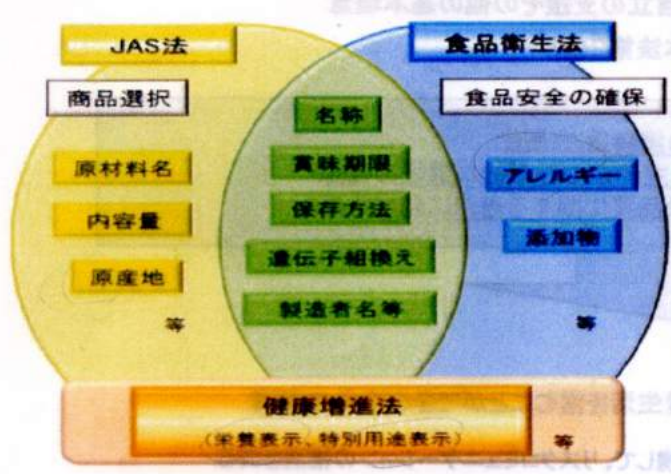 JAS法
食品衛生法
商品選択
食品安全の確保
名称
原材料名
賞味期限
アレルギー
内容量
保存方法
添加物
原産地
遺伝子組換え
製造者名等
等
等
健康増進法
(栄養表示、特別用途表示)
等